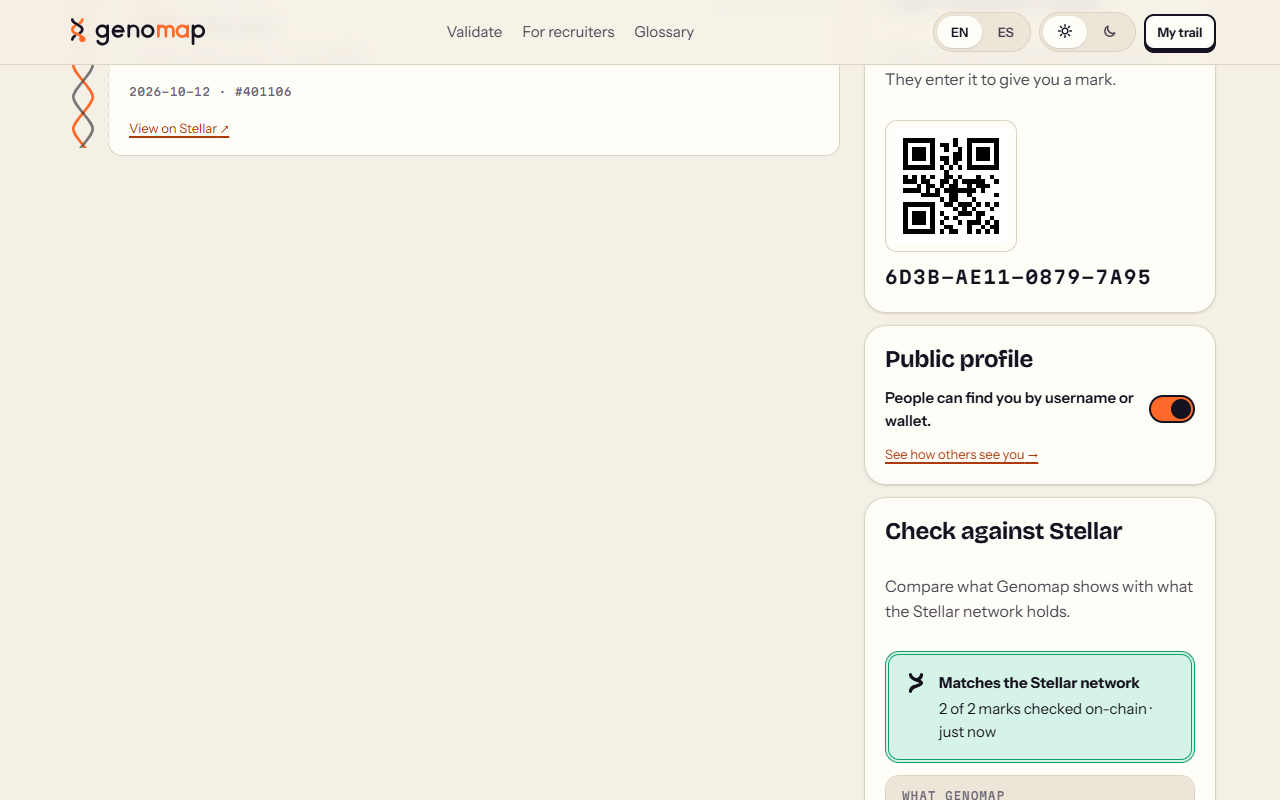 genomap
Validate
For recruiters
Glossary
EN
ES
My trail
2026-10-12 · #401106
View on Stellar ↗
They enter it to give you a mark.
6D3B-AE11-0879-7A95
Public profile
People can find you by username or
wallet.
See how others see you →
Check against Stellar
Compare what Genomap shows with what
the Stellar network holds.
Matches the Stellar network
2 of 2 marks checked on-chain ·
just now
WHAT GENOMAP